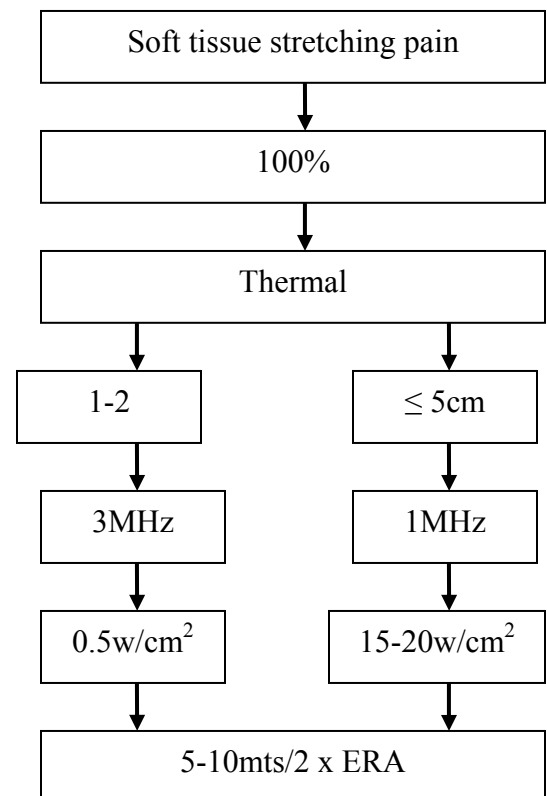 Soft tissue stretching pain
100%
Thermal
1-2
≤ 5cm
3MHz
1MHz
0.5w/cm²
15-20w/cm²
5-10mts/2 x ERA